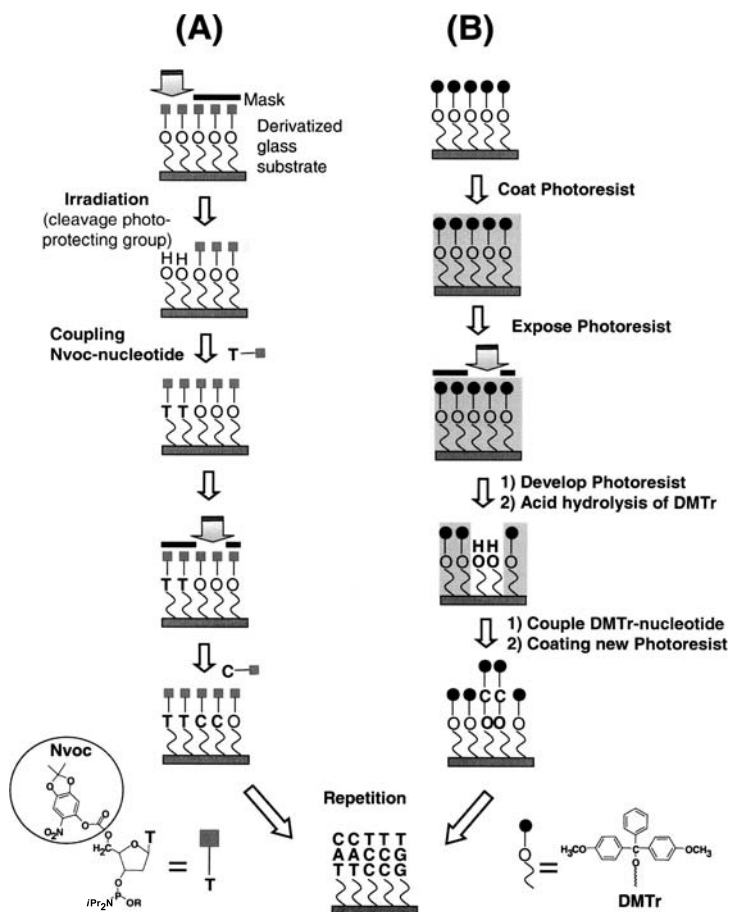 (A)
Mask
O O O O O
Derivatized
glass
substrate
Irradiation
(cleavage photo-
protecting group)
H H
O O O O O
Coupling
Nvoc-nucleotide
T
T T O O O
T T O O O
C
T T C C O
(B)
O O O O O
Coat Photoresist
O O O O O
Expose Photoresist
O O O O O
1) Develop Photoresist
2) Acid hydrolysis of DMTr
H H
O O O O O
1) Couple DMTr-nucleotide
2) Coating new Photoresist
C C
O O O O O
Repetition
C C T T T
A A C C G
T T C C G
Nvoc
O
O
O₂N
O
O
O
H₂C
O
T
O
iPr₂N
P
OR
=
T
O
=
CH₃O
C
OCH₃
O
DMTr